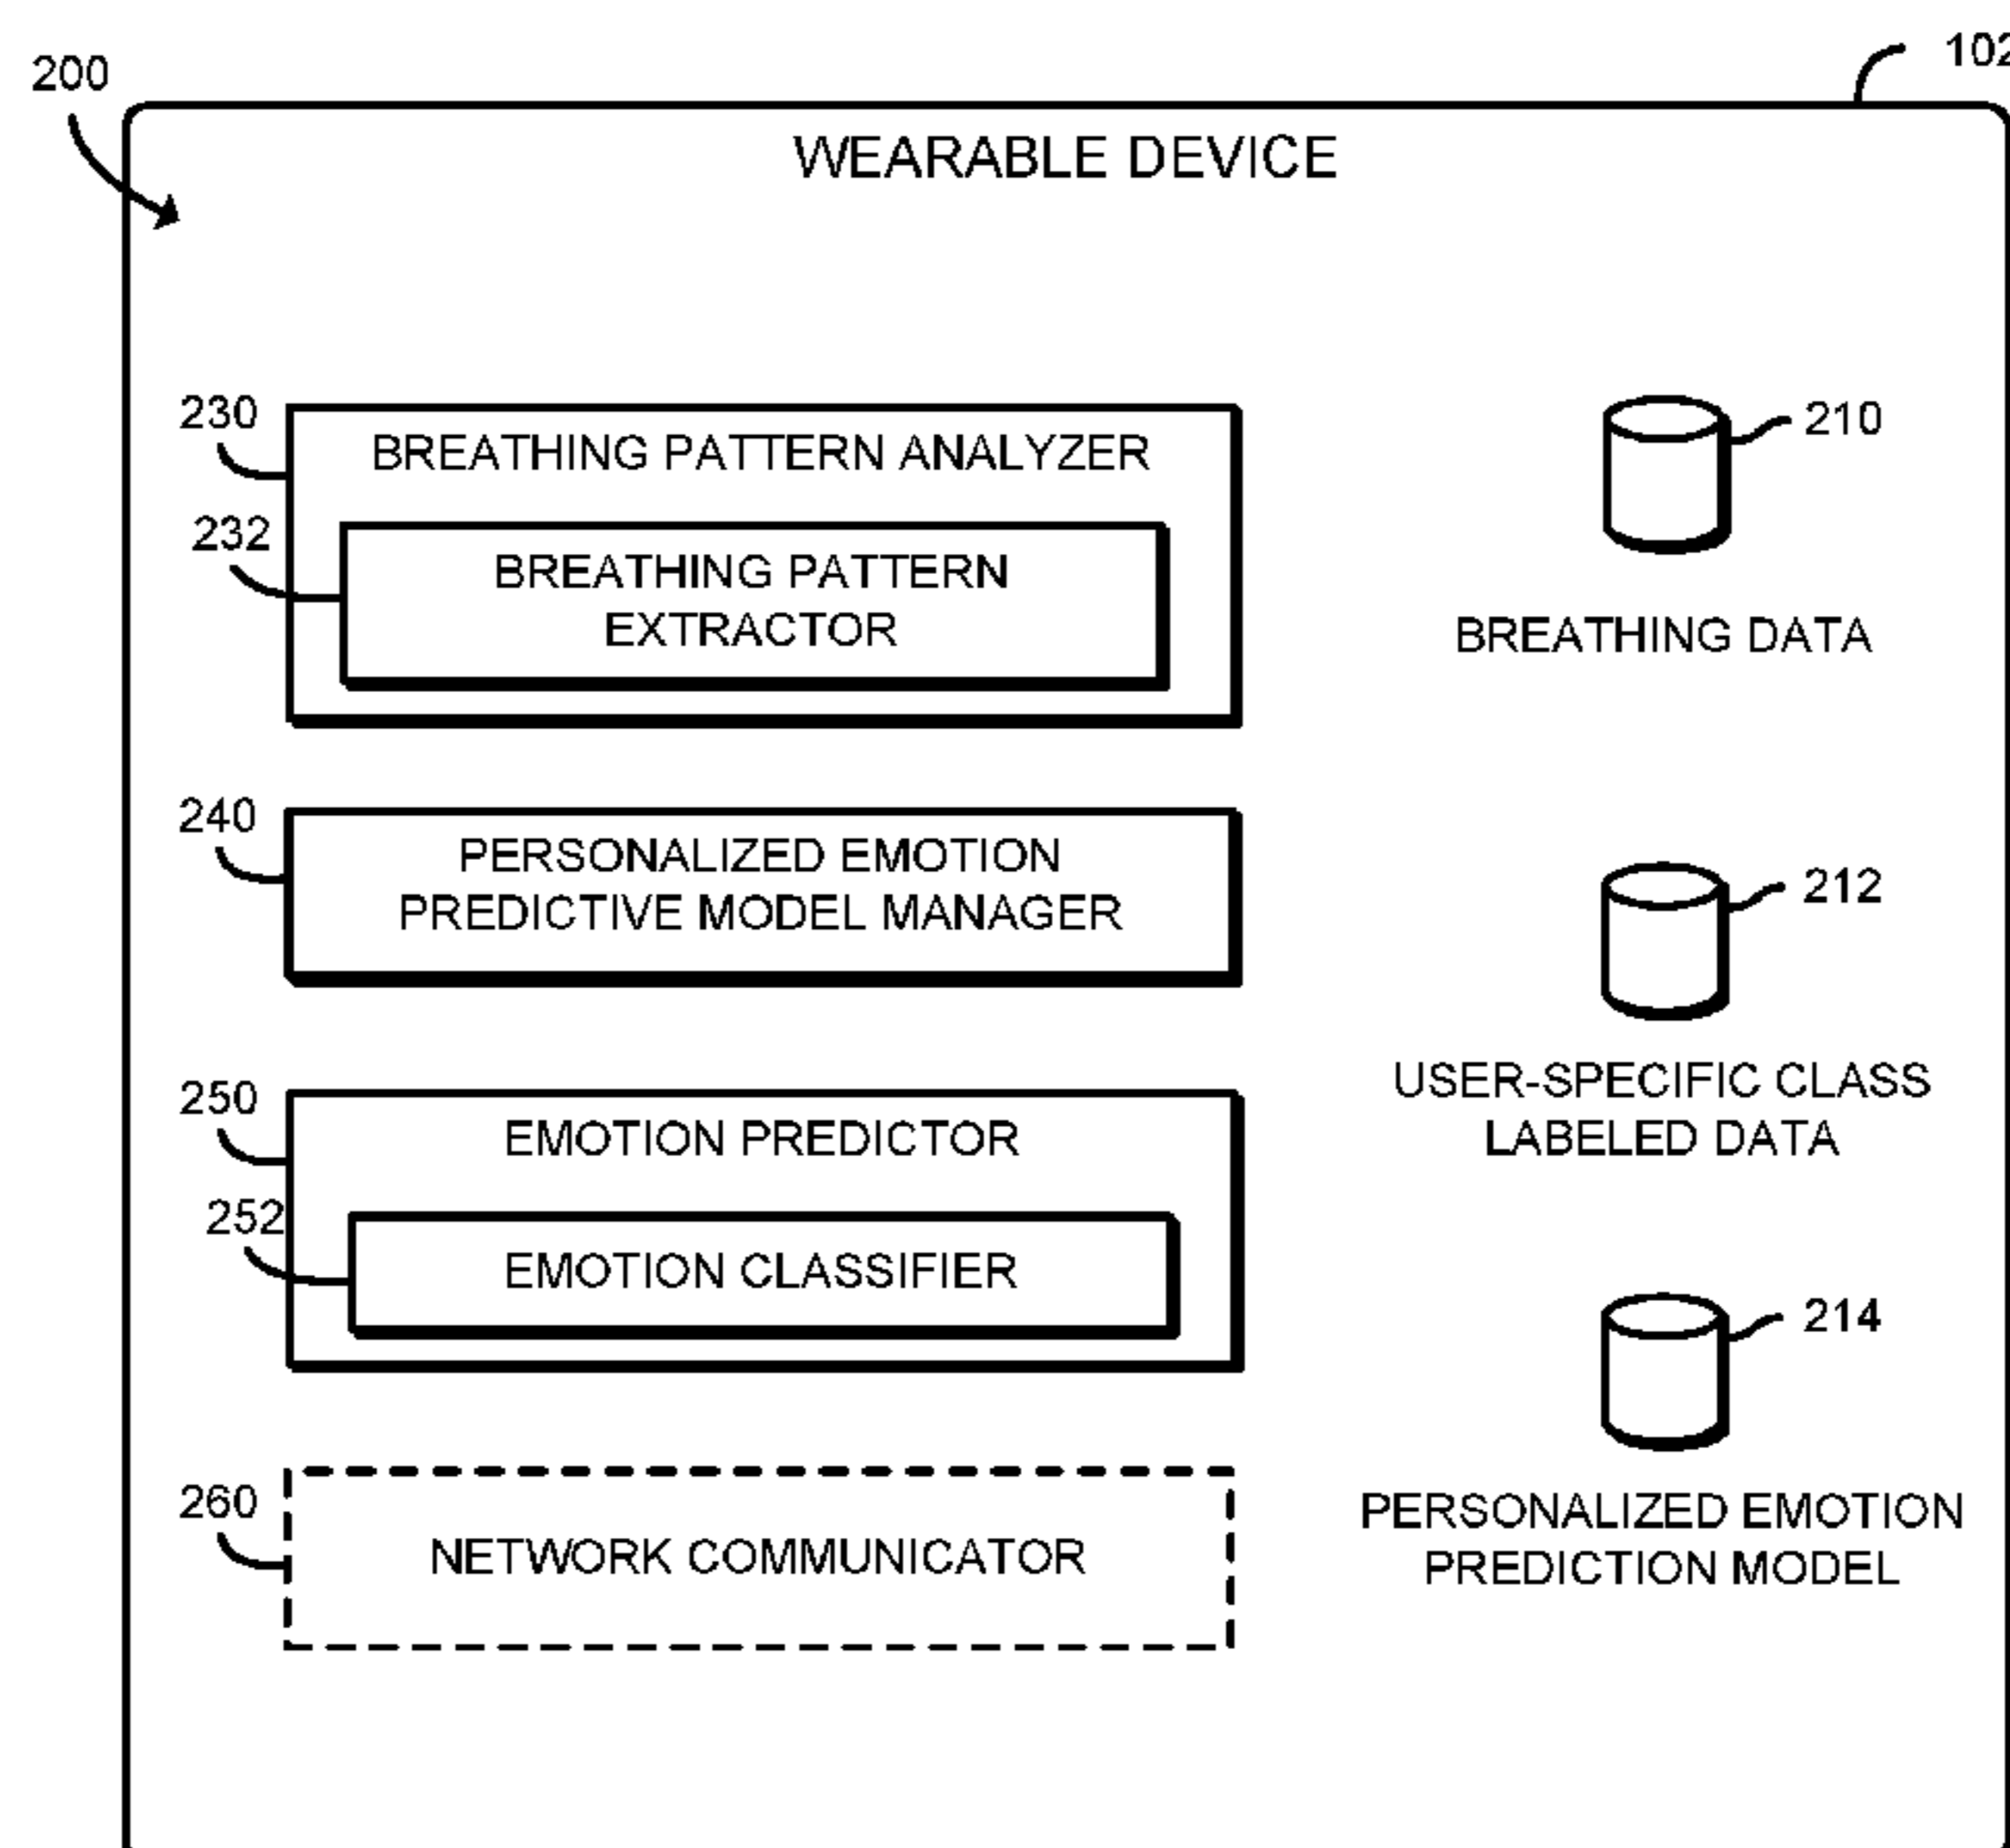 200
102
WEARABLE DEVICE
230
BREATHING PATTERN ANALYZER
232
BREATHING PATTERN
EXTRACTOR
210
BREATHING DATA
240
PERSONALIZED EMOTION
PREDICTIVE MODEL MANAGER
212
USER-SPECIFIC CLASS
LABELED DATA
250
EMOTION PREDICTOR
252
EMOTION CLASSIFIER
214
PERSONALIZED EMOTION
PREDICTION MODEL
260
NETWORK COMMUNICATOR